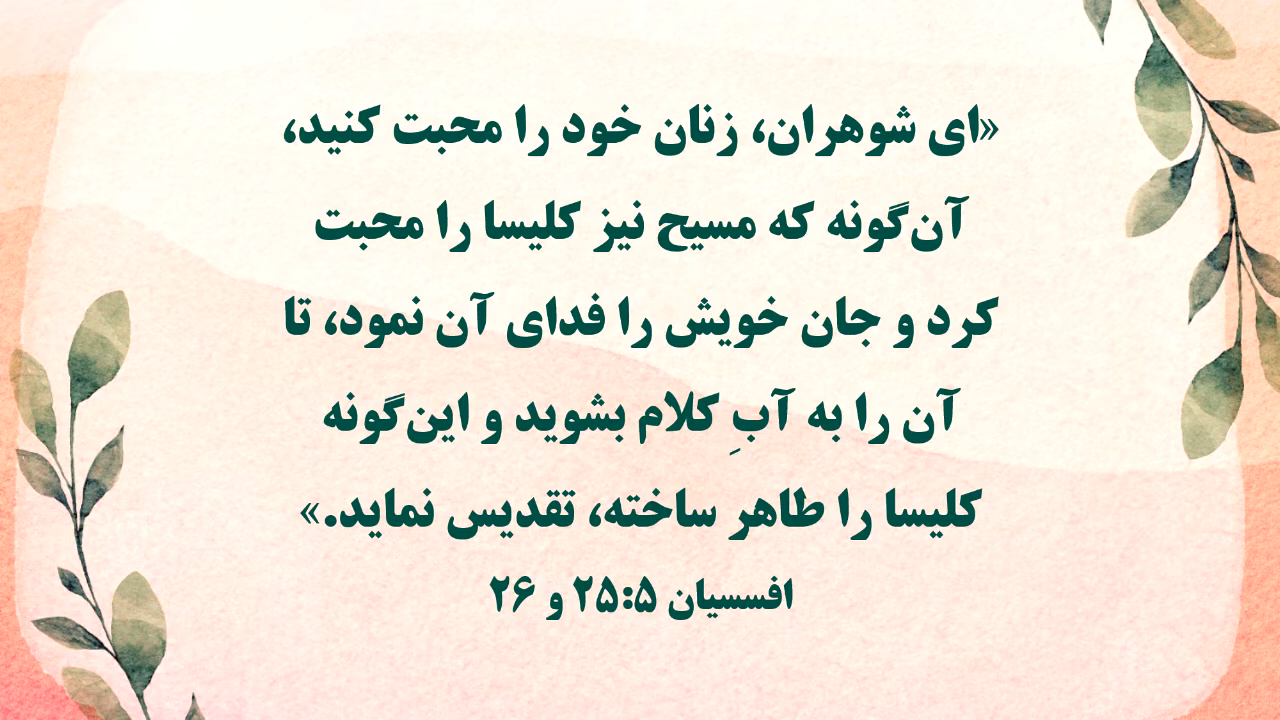 «ای شوهران، زنان خود را محبت کنید،
آن‌گونه که مسیح نیز کلیسا را محبت
کرد و جان خویش را فدای آن نمود، تا
آن را به آبِ کلام بشوید و این‌گونه
کلیسا را طاهر ساخته، تقدیس نماید.»
افسسیان ۲۵:۵ و ۲۶